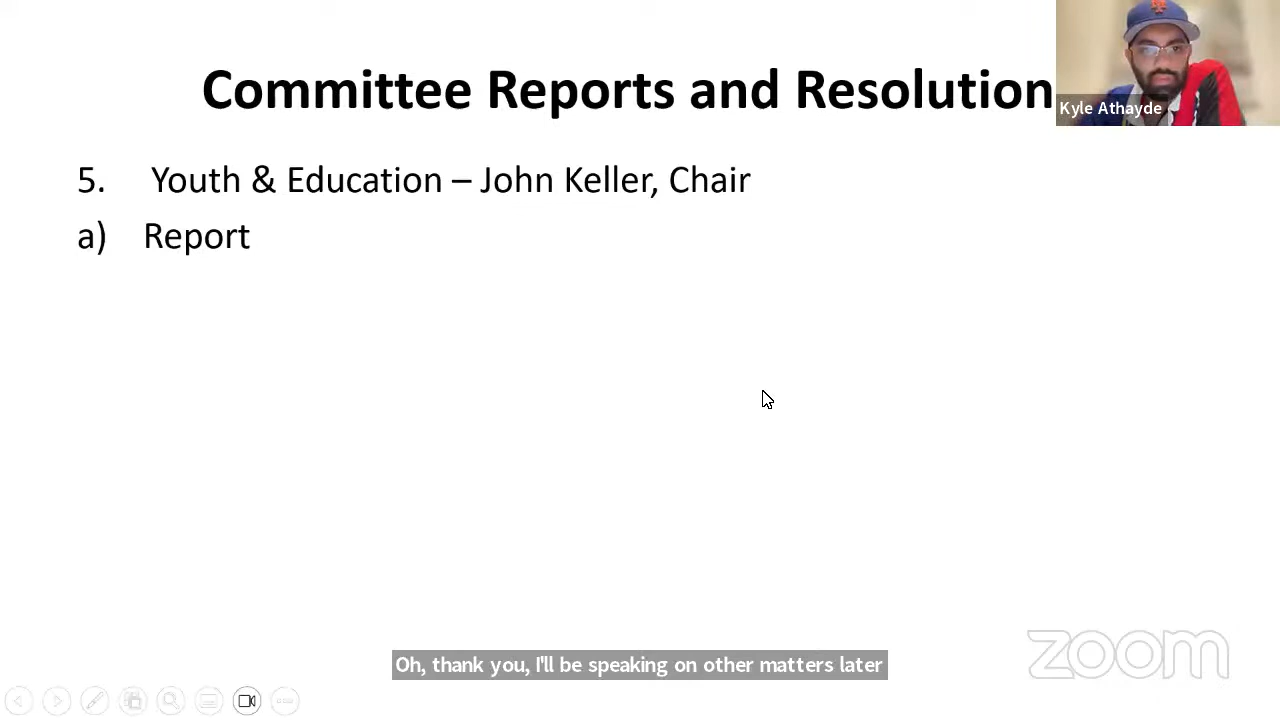 Committee Reports and Resolution
Kyle Athayde
5. Youth & Education – John Keller, Chair
a) Report
Oh, thank you, I'll be speaking on other matters later
zoom